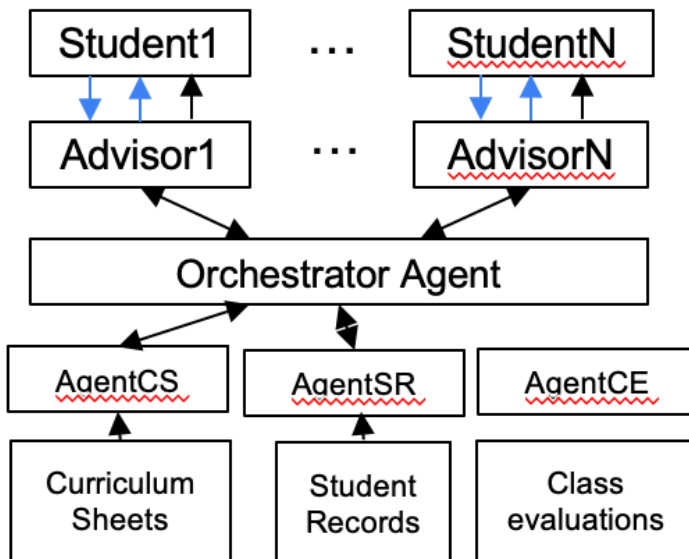 Student1 ... StudentN
Advisor1 ... AdvisorN
Orchestrator Agent
AgentCS AgentSR AgentCE
Curriculum Student Class
Sheets Records evaluations